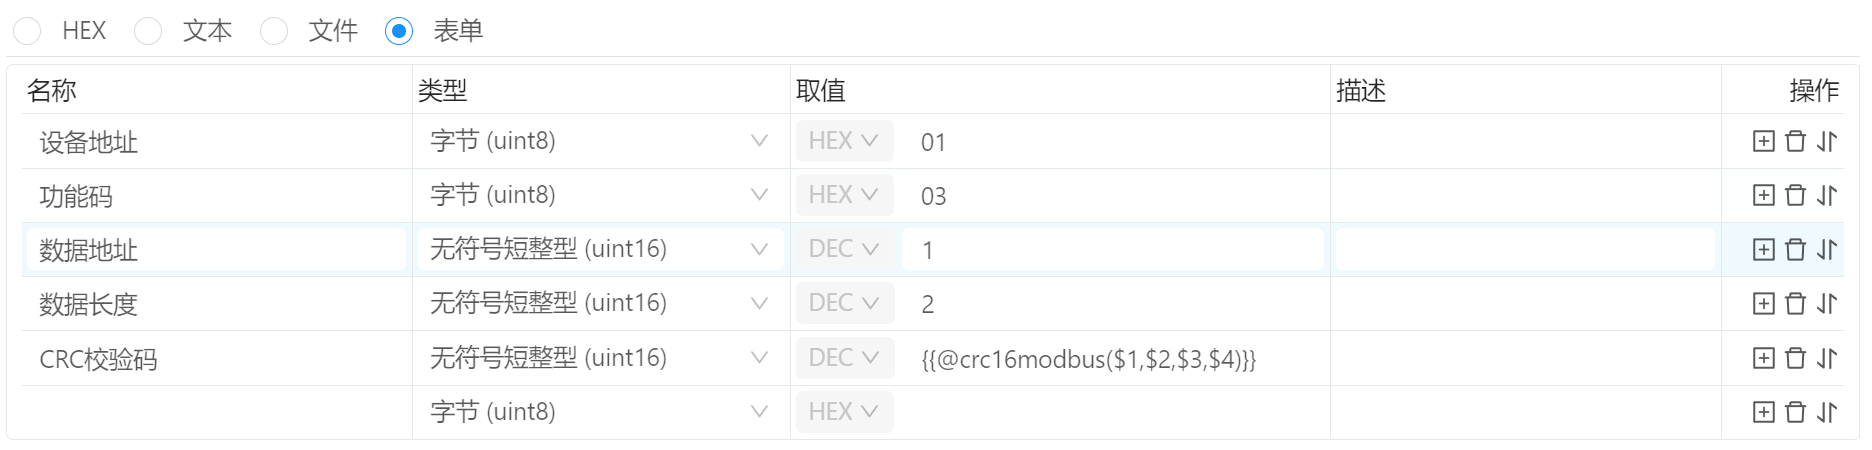 HEX 文本 文件 表单
名称 类型 取值 描述 操作
设备地址 字节 (uint8) HEX 01
功能码 字节 (uint8) HEX 03
数据地址 无符号短整型 (uint16) DEC 1
数据长度 无符号短整型 (uint16) DEC 2
CRC校验码 无符号短整型 (uint16) DEC {{@crc16modbus($1,$2,$3,$4)}}
字节 (uint8) HEX